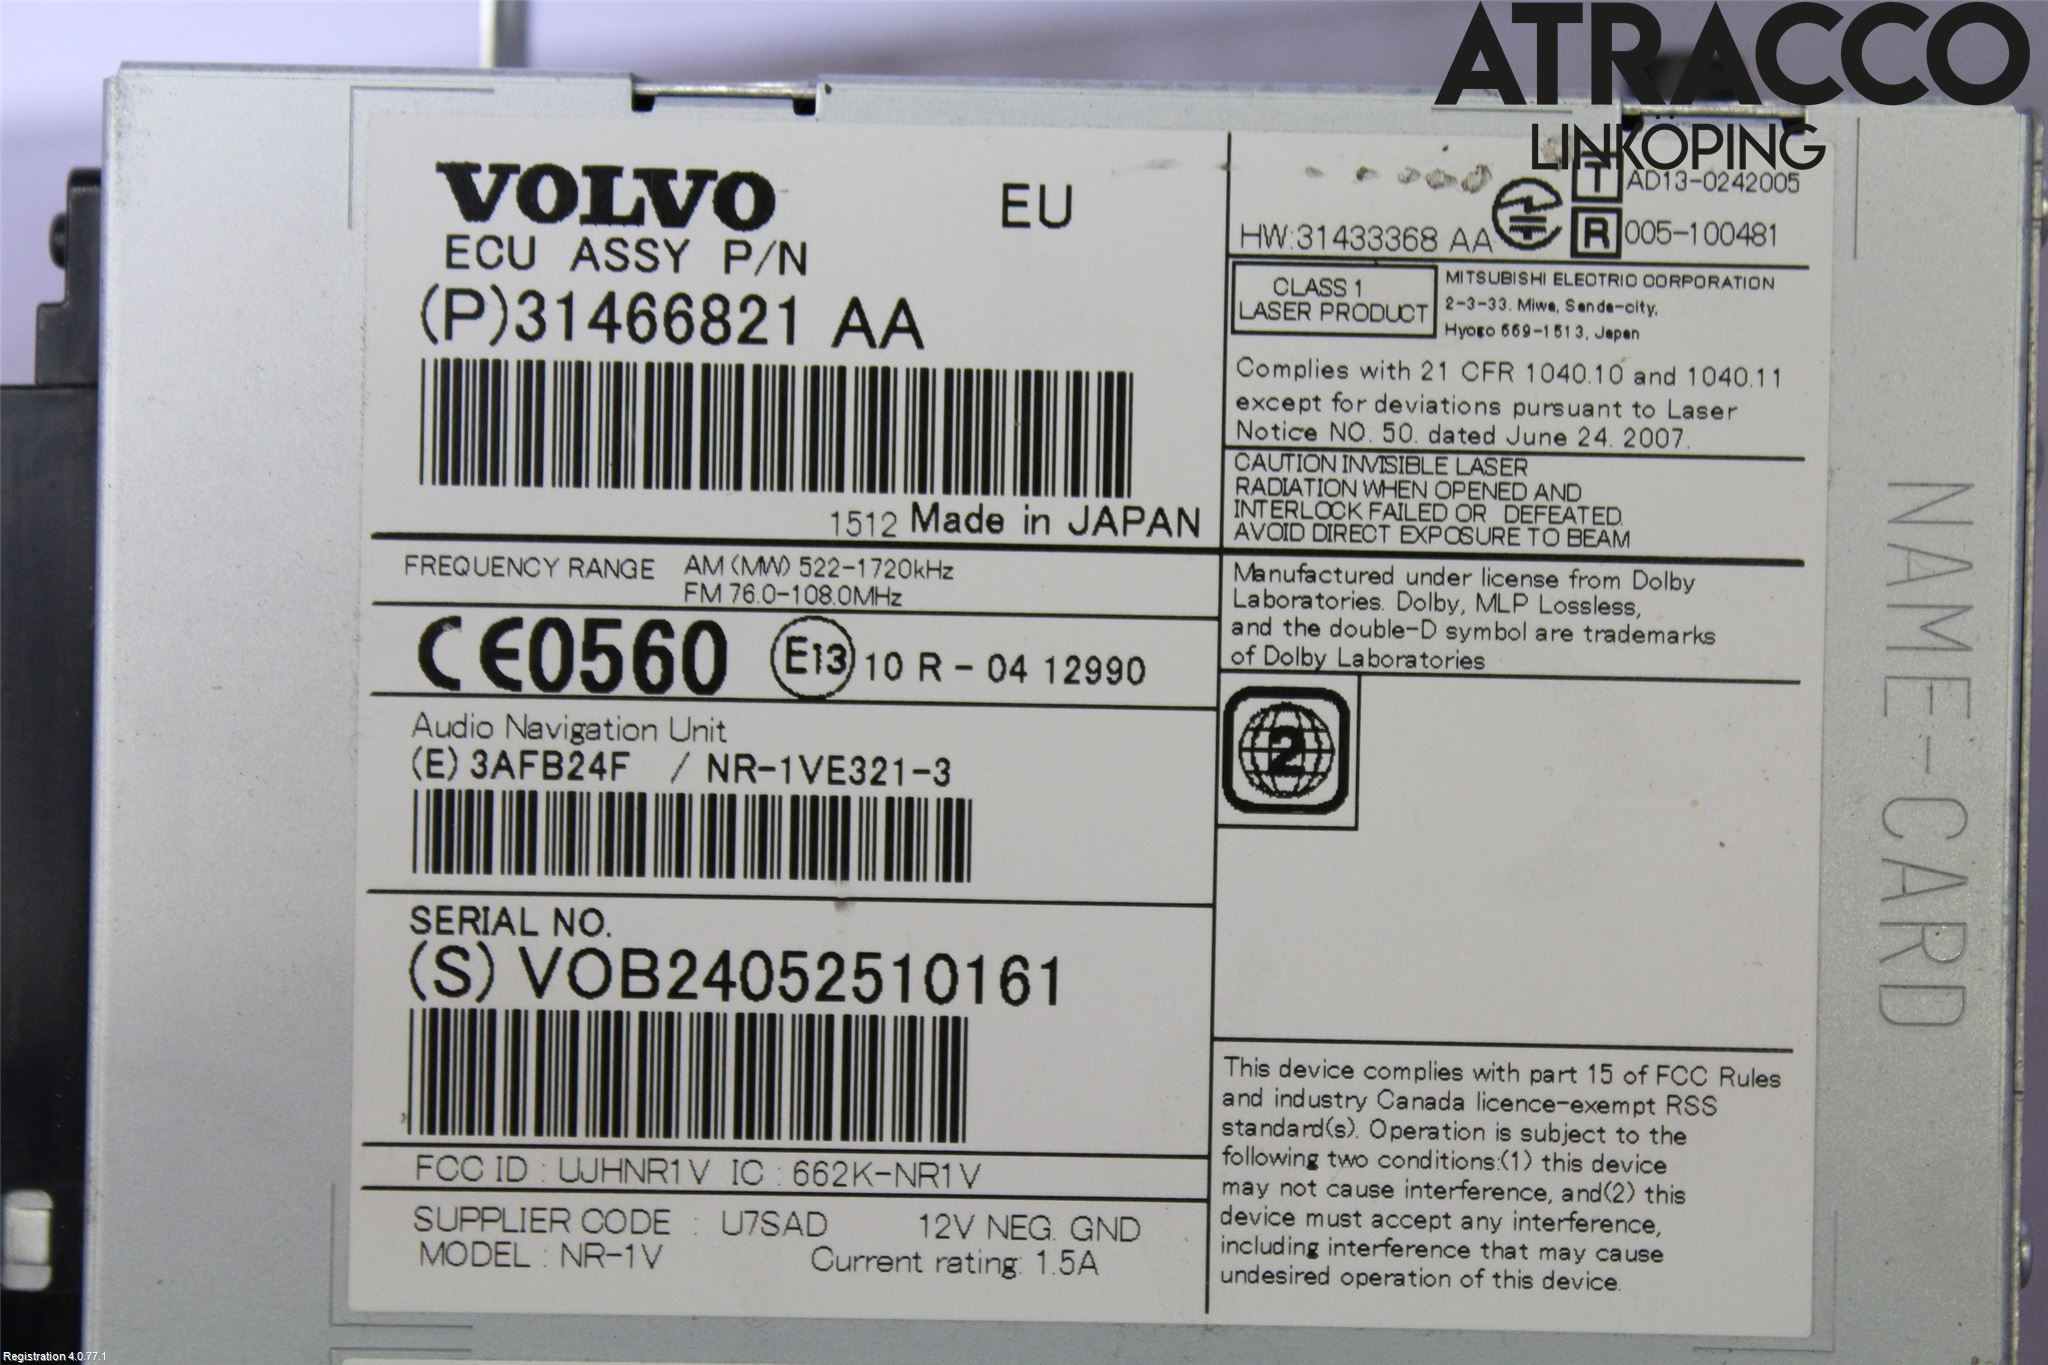 ATRACCO
LINKÖPING
VOLVO
EU
ECU ASSY P/N
(P)31466821 AA
1512 Made in JAPAN
FREQUENCY RANGE AM (MW) 522-1720kHz
FM 76.0-108.0MHz
CE0560 E13 10 R - 04 12990
Audio Navigation Unit
(E) 3AFB24F / NR-1VE321-3
SERIAL NO.
(S) VOB24052510161
FCC ID : UJHNR1V IC : 662K-NR1V
SUPPLIER CODE : U7SAD 12V NEG. GND
MODEL : NR-1V Current rating: 1.5A
T AD13-0242005
HW:31433368 AA R 005-100481
CLASS 1
LASER PRODUCT
MITSUBISHI ELECTRIC CORPORATION
2-3-33. Miwa, Sanda-city,
Hyogo 669-1513, Japan
Complies with 21 CFR 1040.10 and 1040.11
except for deviations pursuant to Laser
Notice NO. 50. dated June 24. 2007.
CAUTION INVISIBLE LASER
RADIATION WHEN OPENED AND
INTERLOCK FAILED OR DEFEATED.
AVOID DIRECT EXPOSURE TO BEAM
Manufactured under license from Dolby
Laboratories. Dolby, MLP Lossless,
and the double-D symbol are trademarks
of Dolby Laboratories
2
This device complies with part 15 of FCC Rules
and industry Canada licence-exempt RSS
standard(s). Operation is subject to the
following two conditions:(1) this device
may not cause interference, and(2) this
device must accept any interference,
including interference that may cause
undesired operation of this device.
NAME-CARD
Registration 4.0.77.1